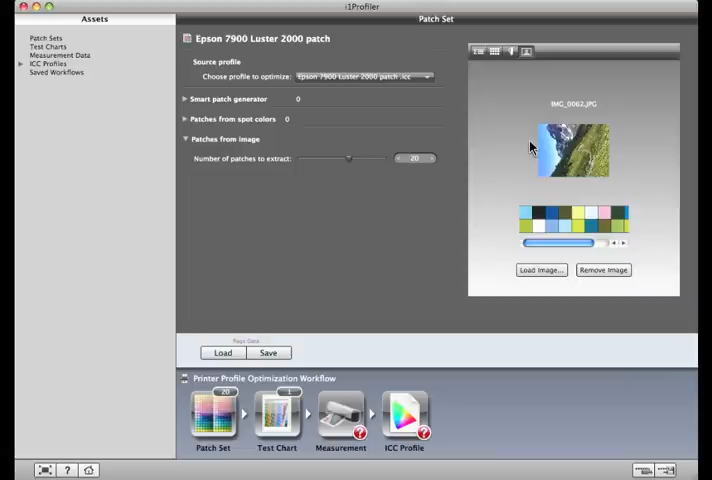 i1Profiler
Assets
Patch Set
Patch Sets
Test Charts
Measurement Data
ICC Profiles
Saved Workflows
Epson 7900 Luster 2000 patch
Source profile
Choose profile to optimize:
Epson 7900 Luster 2000 patch .icc
Smart patch generator
0
Patches from spot colors
0
Patches from image
Number of patches to extract:
20
IMG_0062.JPG
Load Image...
Remove Image
Page Data
Load
Save
Printer Profile Optimization Workflow
20
1
Patch Set
Test Chart
Measurement
ICC Profile